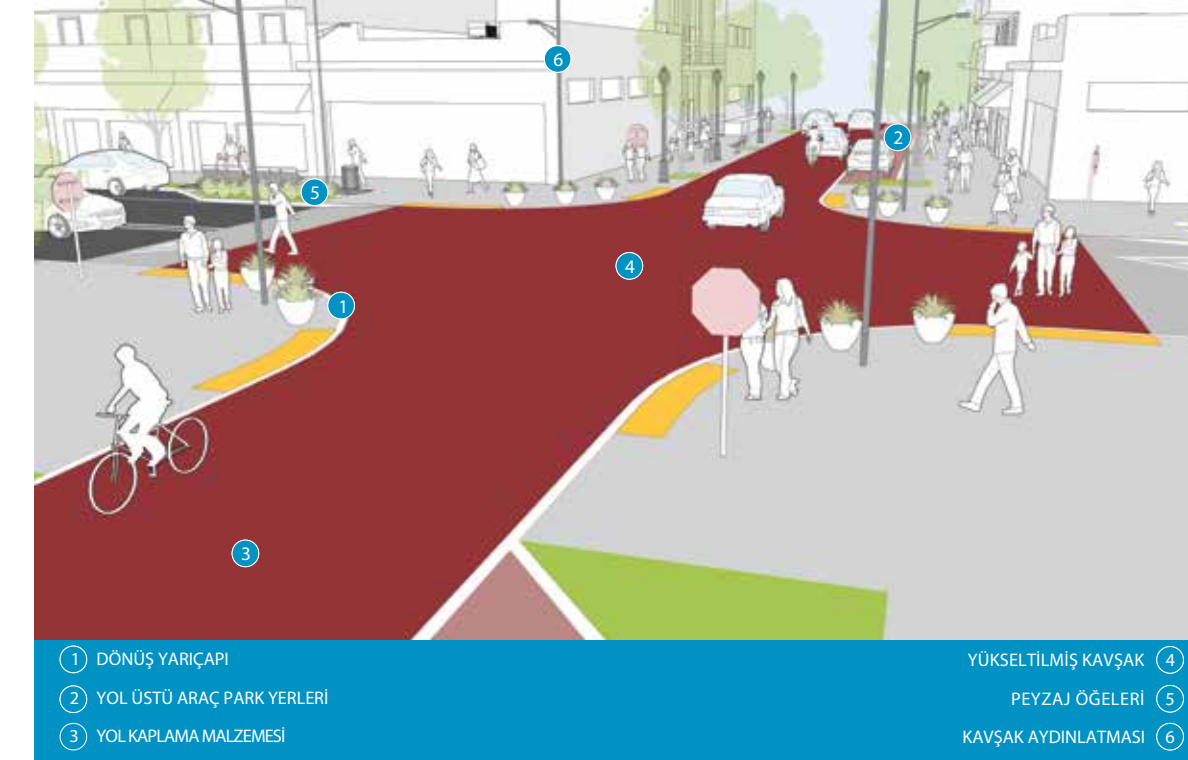 6
2
5
4
1
3
1 DÖNÜŞ YARIÇAPI
2 YOL ÜSTÜ ARAÇ PARK YERLERİ
3 YOL KAPLAMA MALZEMESİ
YÜKSELTİLMİŞ KAVŞAK 4
PEYZAJ ÖĞELERİ 5
KAVŞAK AYDINLATMASI 6